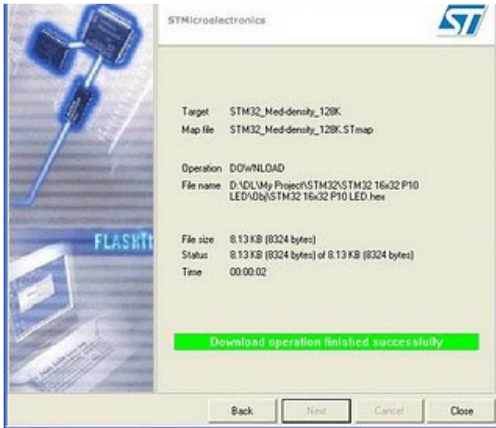 STMicroelectronics
ST
Target STM32_Med-density_128K
Map file STM32_Med-density_128K.STmap
Operation DOWNLOAD
File name D:\DL\My Project\STM32\STM32 16x32 P10
LED\Obj\STM32 16x32 P10 LED.hex
FLASH
File size 8.13 KB (8324 bytes)
Status 8.13 KB (8324 bytes) of 8.13 KB (8324 bytes)
Time 00:00:02
Download operation finished successfully
Back Next Cancel Close